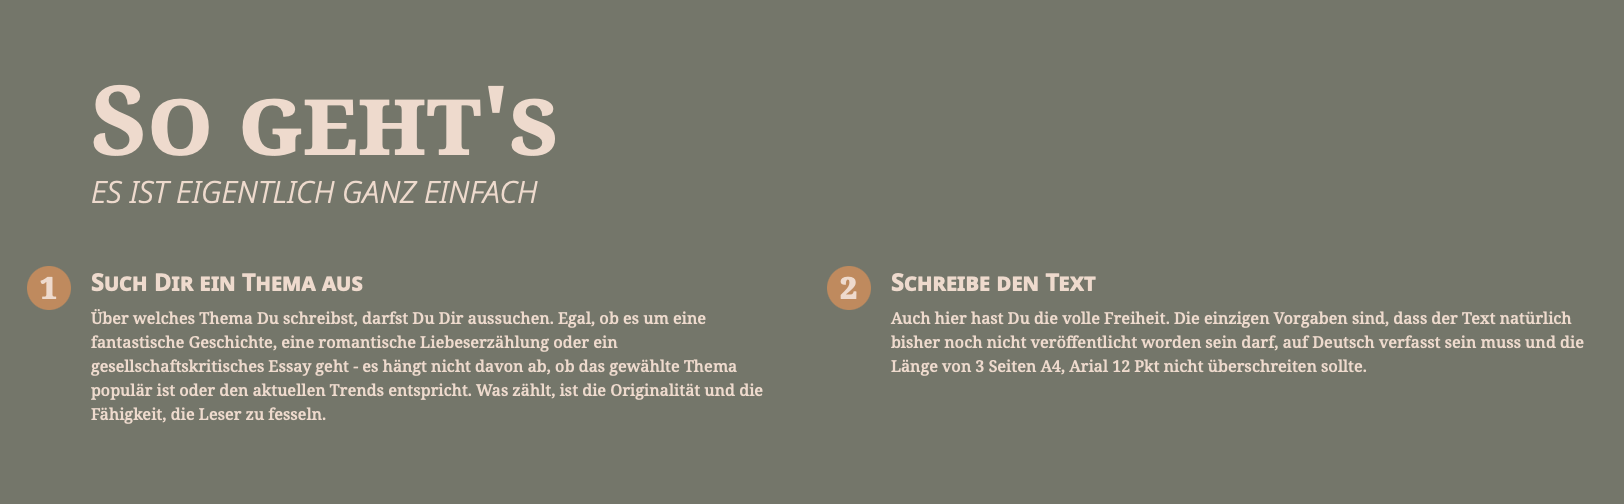 So geht's
ES IST EIGENTLICH GANZ EINFACH
1
Such Dir ein Thema aus
Über welches Thema Du schreibst, darfst Du Dir aussuchen. Egal, ob es um eine
fantastische Geschichte, eine romantische Liebeserzählung oder ein
gesellschaftskritisches Essay geht - es hängt nicht davon ab, ob das gewählte Thema
populär ist oder den aktuellen Trends entspricht. Was zählt, ist die Originalität und die
Fähigkeit, die Leser zu fesseln.
2
Schreibe den Text
Auch hier hast Du die volle Freiheit. Die einzigen Vorgaben sind, dass der Text natürlich
bisher noch nicht veröffentlicht worden sein darf, auf Deutsch verfasst sein muss und die
Länge von 3 Seiten A4, Arial 12 Pkt nicht überschreiten sollte.